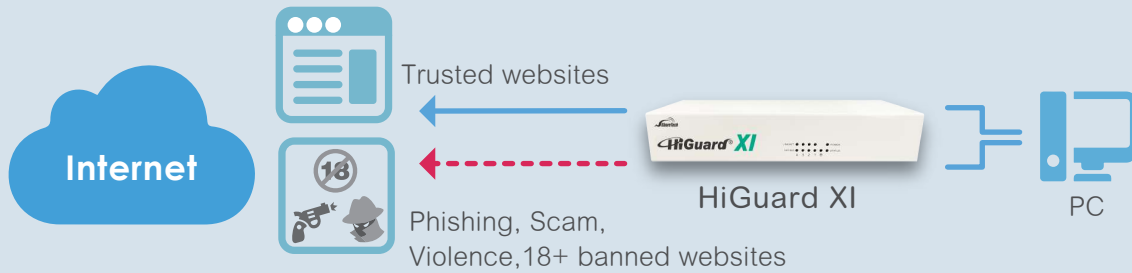 Internet
Trusted websites
18
Phishing, Scam,
Violence,18+ banned websites
HiGuard® XI
HiGuard XI
PC